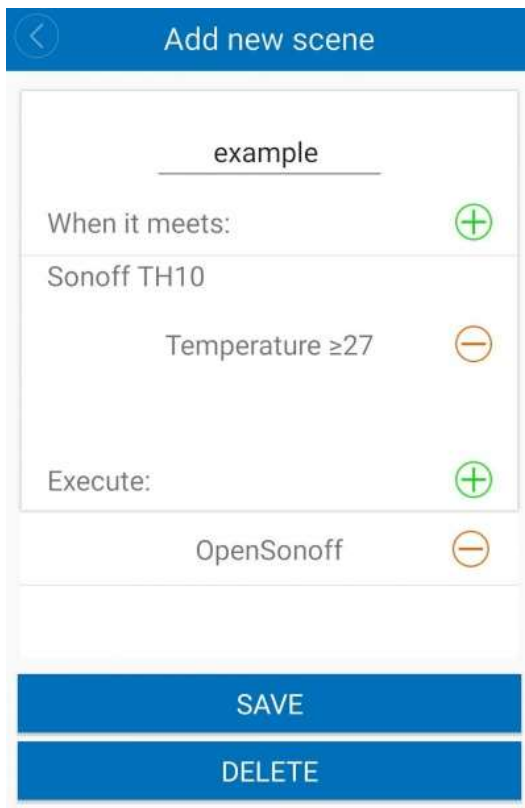 Add new scene
example
When it meets:
Sonoff TH10
Temperature ≥27
Execute:
OpenSonoff
SAVE
DELETE